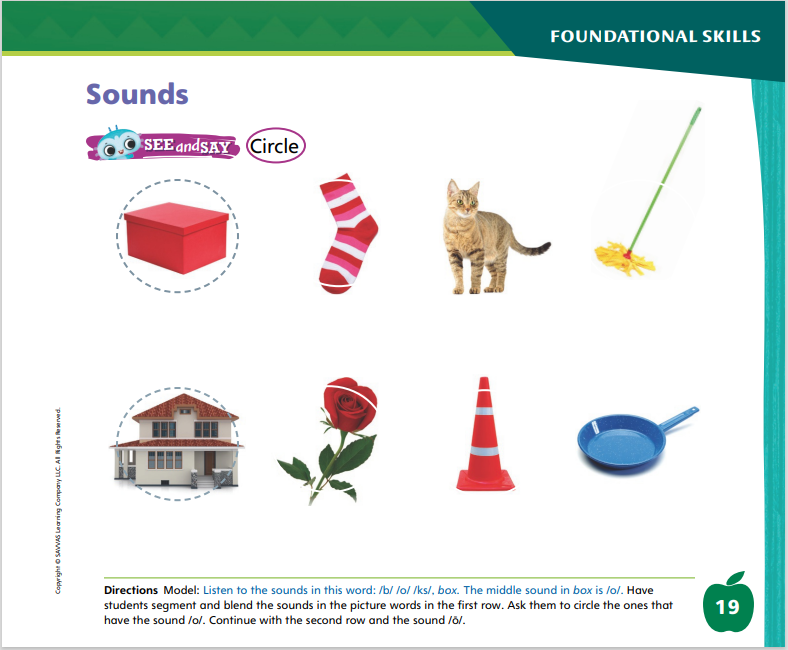 FOUNDATIONAL SKILLS
Sounds
SEE and SAY Circle
Copyright © SAVVAS Learning Company LLC. All Rights Reserved.
Directions Model: Listen to the sounds in this word: /b/ /o/ /ks/, box. The middle sound in box is /o/. Have
students segment and blend the sounds in the picture words in the first row. Ask them to circle the ones that
have the sound /o/. Continue with the second row and the sound /ō/.
19